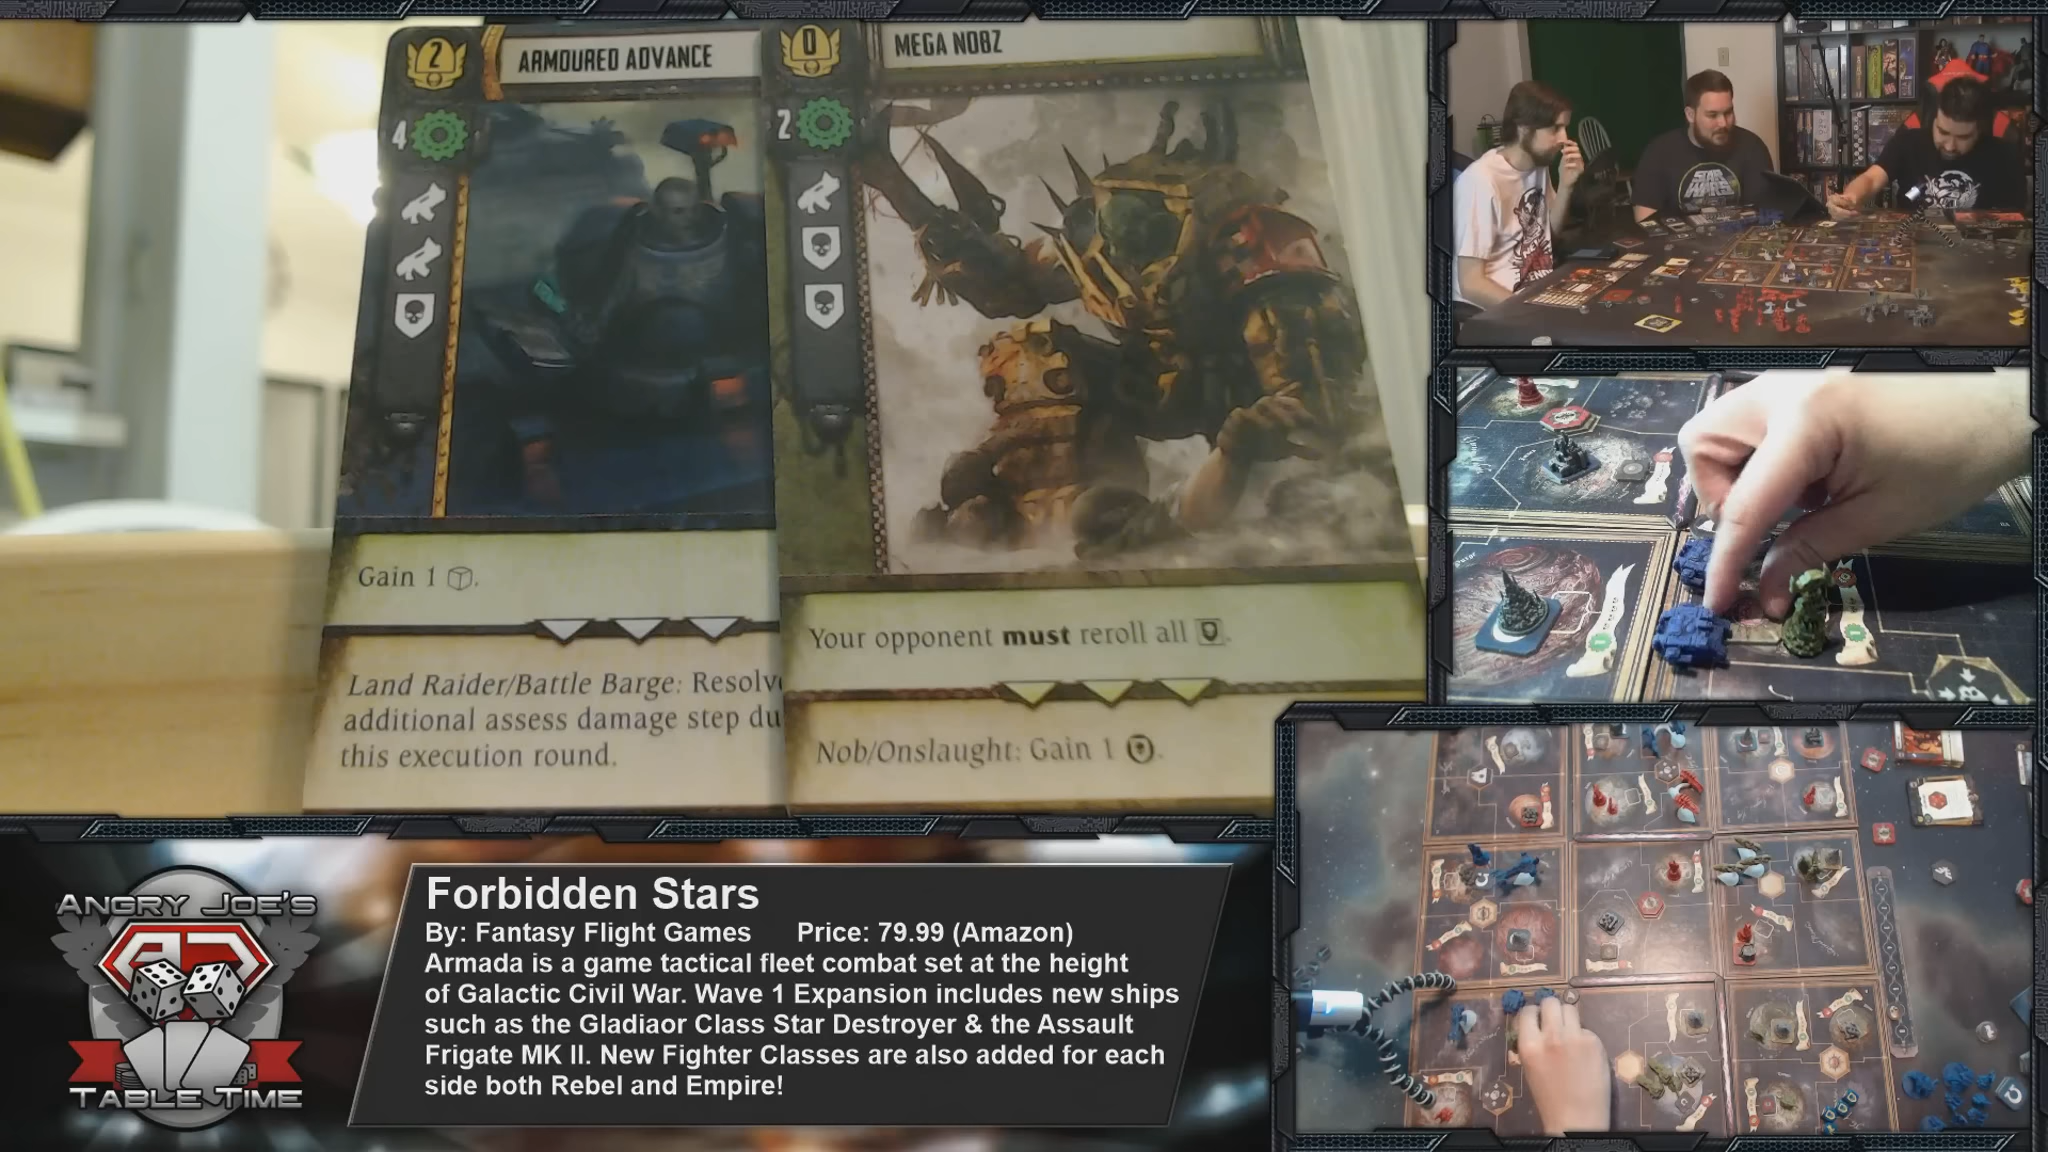 2
ARMOURED ADVANCE
4
Gain 1
Land Raider/Battle Barge: Resolv
additional assess damage step du
this execution round.
0
MEGA NOBZ
2
Your opponent must reroll all
Nob/Onslaught: Gain 1
STAR
WARS
ANGRY JOE'S
AJ
TABLE TIME
Forbidden Stars
By: Fantasy Flight Games Price: 79.99 (Amazon)
Armada is a game tactical fleet combat set at the height
of Galactic Civil War. Wave 1 Expansion includes new ships
such as the Gladiaor Class Star Destroyer & the Assault
Frigate MK II. New Fighter Classes are also added for each
side both Rebel and Empire!